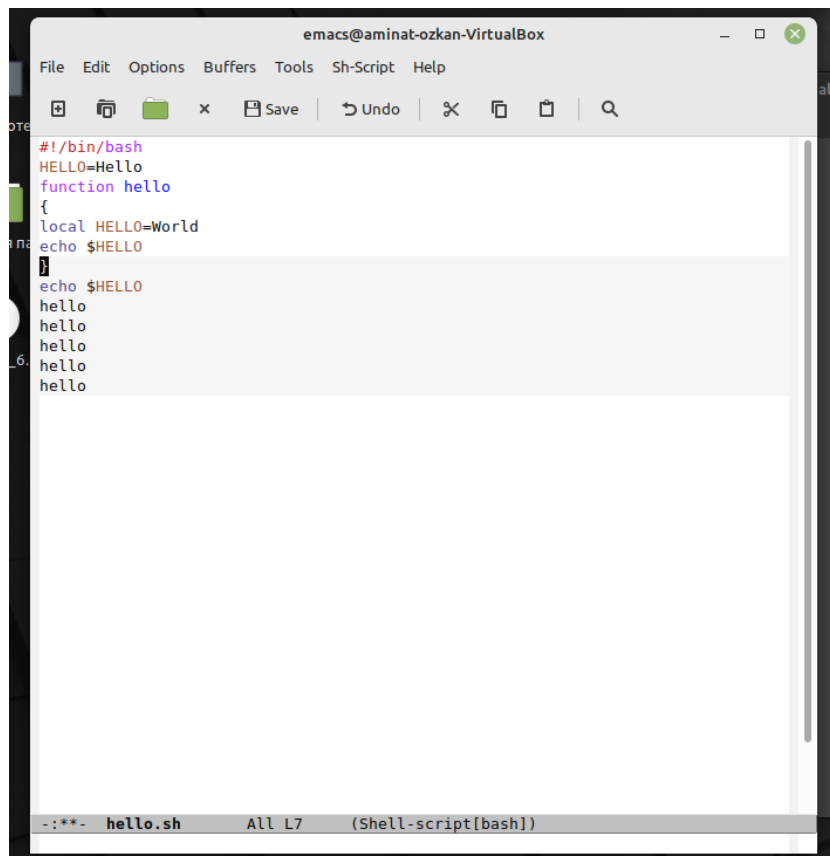 emacs@aminat-ozkan-VirtualBox
File Edit Options Buffers Tools Sh-Script Help
Save Undo
#!/bin/bash
HELLO=Hello
function hello
{
local HELLO=World
echo $HELLO
}
echo $HELLO
hello
hello
hello
hello
hello
-:**- hello.sh All L7 (Shell-script[bash])